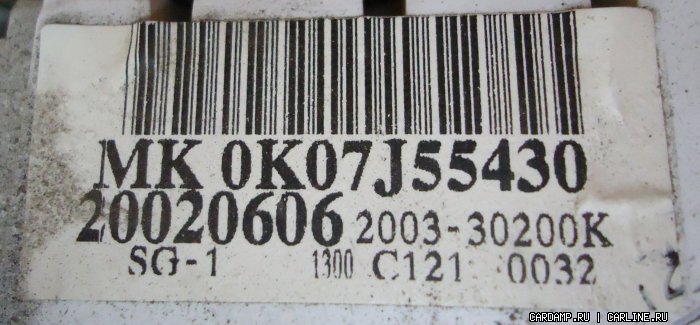 MK 0K07J55430
20020606 2003-30200K
SG-1 1300 C121 0032
CARDAMP.RU | CARLINE.RU